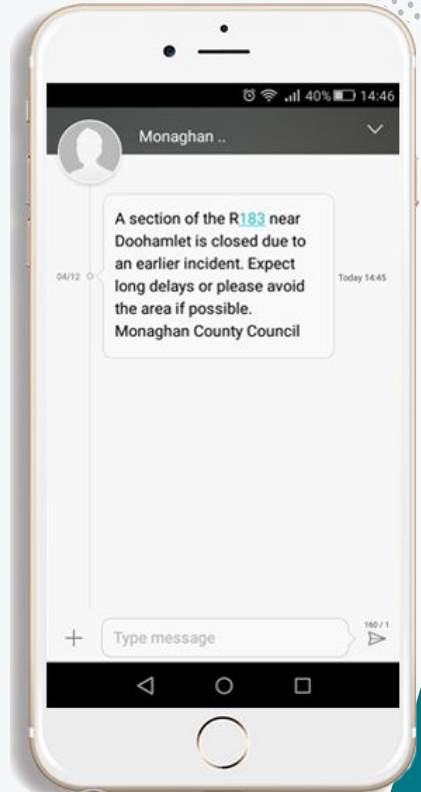 40% 14:46
Monaghan ..
A section of the R183 near
Doohamlet is closed due to
04/12
an earlier incident. Expect
long delays or please avoid
Today 14:45
the area if possible.
Monaghan County Council
Type message
160 / 1